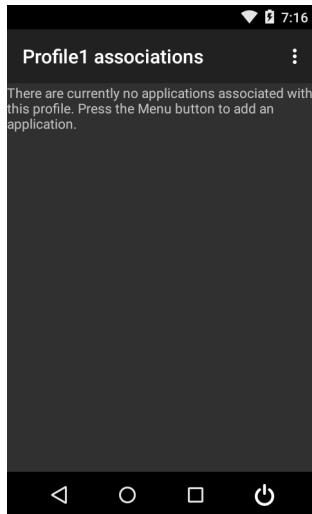 7:16
Profile1 associations
There are currently no applications associated with
this profile. Press the Menu button to add an
application.